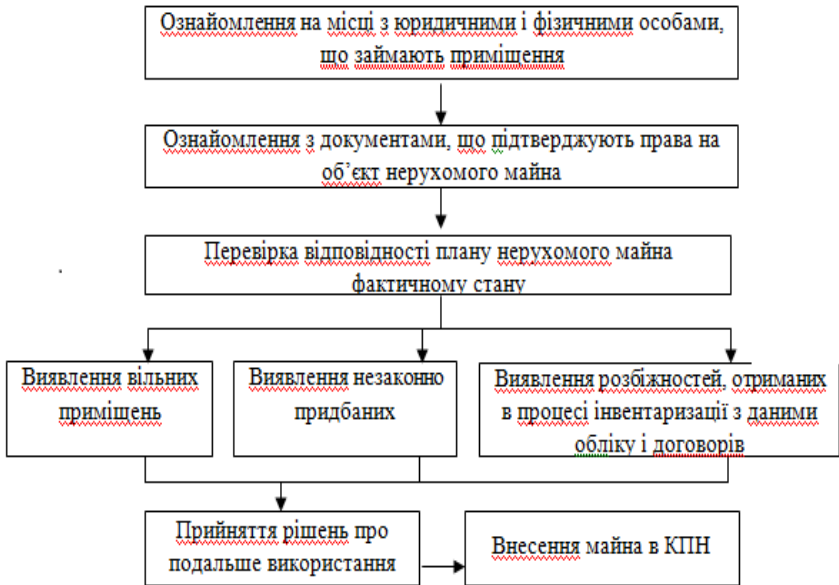 Ознайомлення на місці з юридичними і фізичними особами,
що займають приміщення
Ознайомлення з документами, що підтверджують права на
об’єкт нерухомого майна
Перевірка відповідності плану нерухомого майна
фактичному стану
Виявлення вільних
приміщень
Виявлення незаконно
придбаних
Виявлення розбіжностей, отриманих
в процесі інвентаризації з даними
обліку і договорів
Прийняття рішень про
подальше використання
Внесення майна в КПН